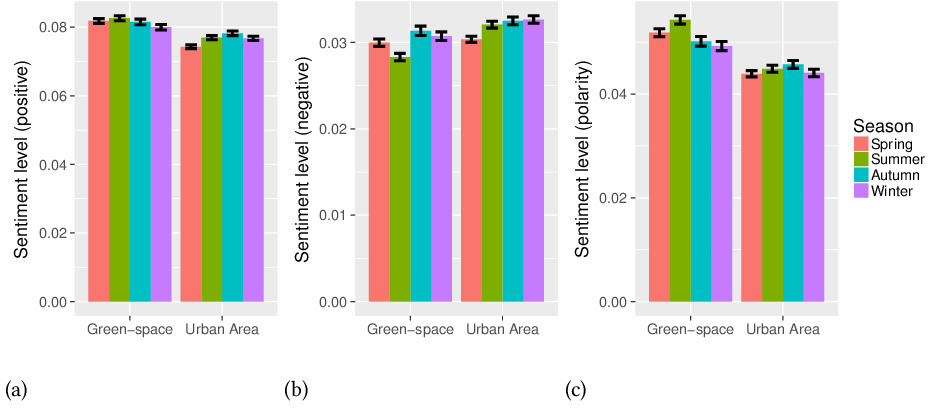 Sentiment level (positive)
0.08
0.06
0.04
0.02
0.00
Green−space
Urban Area
(a)
Sentiment level (negative)
0.03
0.02
0.01
0.00
Green−space
Urban Area
(b)
Sentiment level (polarity)
0.04
0.02
0.00
Green−space
Urban Area
(c)
Season
Spring
Summer
Autumn
Winter